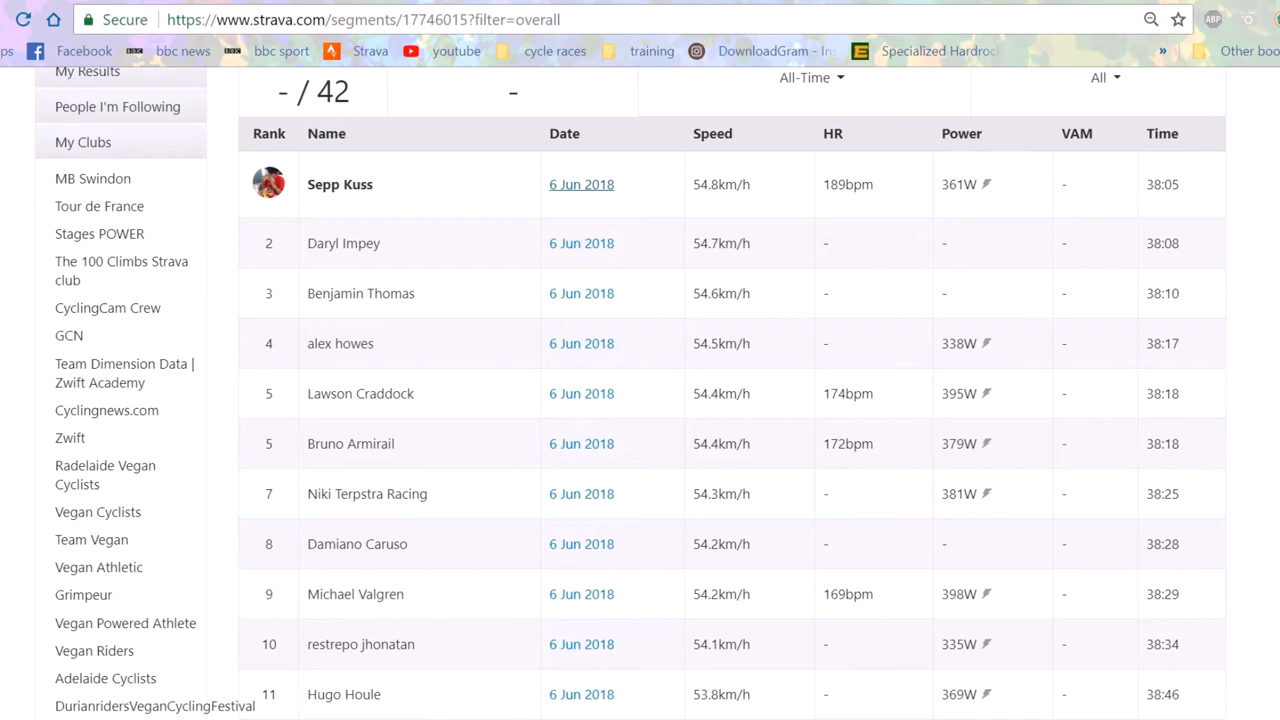 Secure https://www.strava.com/segments/17746015?filter=overall ABP
ps Facebook bbc news bbc sport Strava youtube cycle races training DownloadGram - In Specialized Hardroc » Other boo
My Results
People I'm Following
My Clubs
MB Swindon
Tour de France
Stages POWER
The 100 Climbs Strava
club
CyclingCam Crew
GCN
Team Dimension Data |
Zwift Academy
Cyclingnews.com
Zwift
Radelaide Vegan
Cyclists
Vegan Cyclists
Team Vegan
Vegan Athletic
Grimpeur
Vegan Powered Athlete
Vegan Riders
Adelaide Cyclists
DurianridersVeganCyclingFestival
- / 42 - All-Time All
Rank Name Date Speed HR Power VAM Time
Sepp Kuss 6 Jun 2018 54.8km/h 189bpm 361W - 38:05
2 Daryl Impey 6 Jun 2018 54.7km/h - - - 38:08
3 Benjamin Thomas 6 Jun 2018 54.6km/h - - - 38:10
4 alex howes 6 Jun 2018 54.5km/h - 338W - 38:17
5 Lawson Craddock 6 Jun 2018 54.4km/h 174bpm 395W - 38:18
5 Bruno Armirail 6 Jun 2018 54.4km/h 172bpm 379W - 38:18
7 Niki Terpstra Racing 6 Jun 2018 54.3km/h - 381W - 38:25
8 Damiano Caruso 6 Jun 2018 54.2km/h - - - 38:28
9 Michael Valgren 6 Jun 2018 54.2km/h 169bpm 398W - 38:29
10 restrepo jhonatan 6 Jun 2018 54.1km/h - 335W - 38:34
11 Hugo Houle 6 Jun 2018 53.8km/h - 369W - 38:46